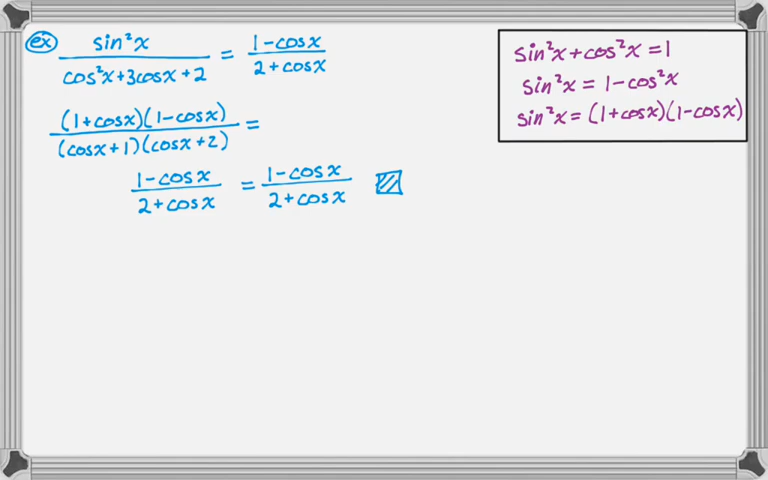 ex sin²x / cos²x+3cosx+2 = 1-cosx / 2+cosx
(1+cosx)(1-cosx) / (cosx+1)(cosx+2) =
1-cosx / 2+cosx = 1-cosx / 2+cosx
sin²x+cos²x=1
sin²x = 1-cos²x
sin²x = (1+cosx)(1-cosx)